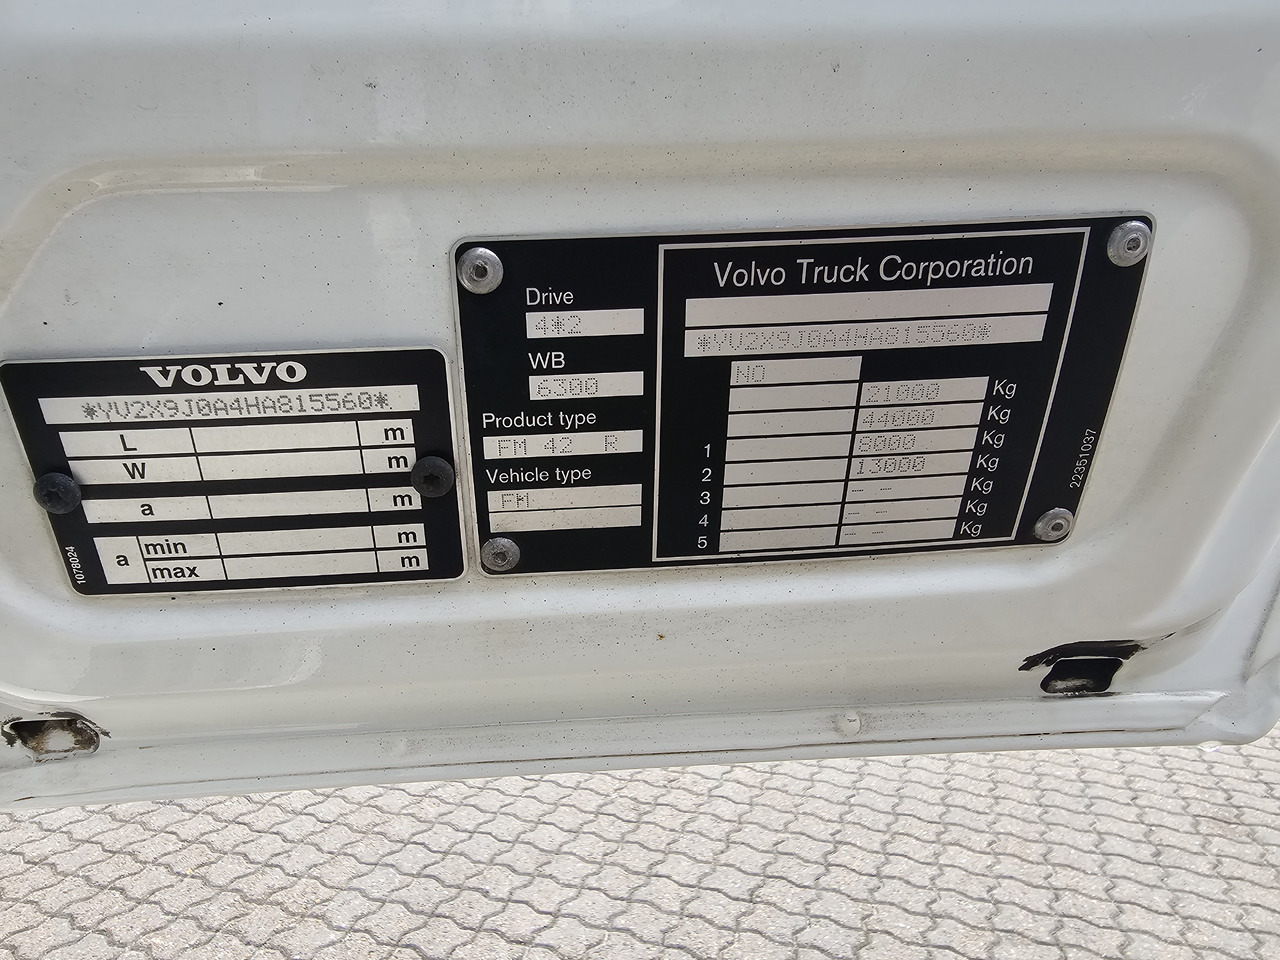 VOLVO
*YV2X9J0A4HA815560*
L m
W m
a m
a min m
max m
1078024
Drive
4*2
WB
6300
Product type
FM 42 R
Vehicle type
FM
Volvo Truck Corporation
*YV2X9J0A4HA815560*
NO
21000 Kg
44000 Kg
1 8000 Kg
2 13000 Kg
3 -- -- Kg
4 -- -- Kg
5 -- -- Kg
22351037